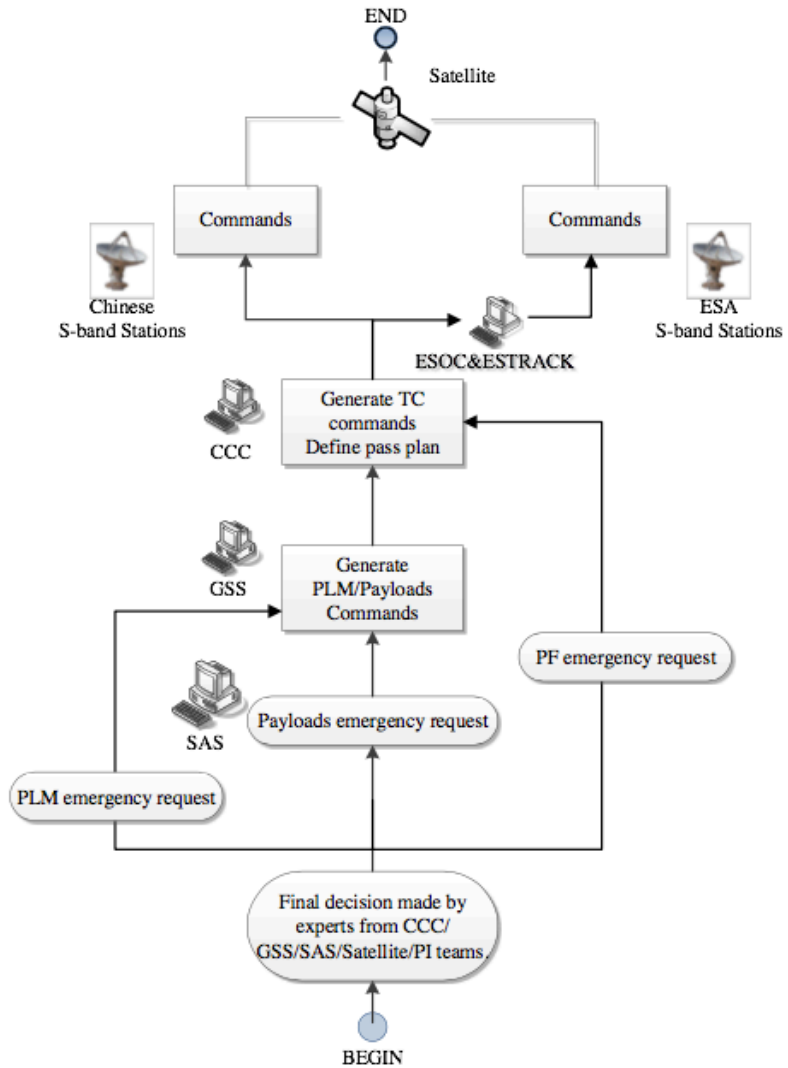 END
Satellite
Commands
Commands
Chinese
S-band Stations
ESA
S-band Stations
ESOC&ESTRACK
Generate TC
commands
Define pass plan
CCC
Generate
PLM/Payloads
Commands
GSS
PF emergency request
Payloads emergency request
SAS
PLM emergency request
Final decision made by
experts from CCC/
GSS/SAS/Satellite/PI teams.
BEGIN